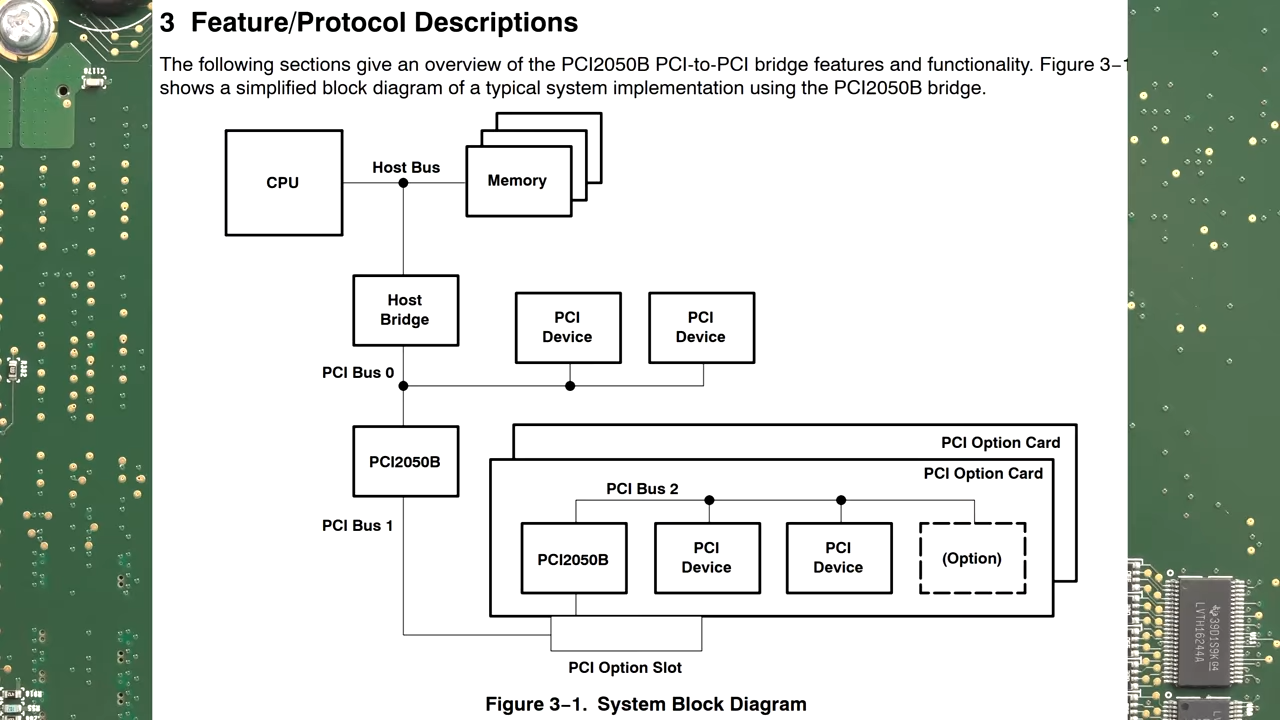 3 Feature/Protocol Descriptions
The following sections give an overview of the PCI2050B PCI-to-PCI bridge features and functionality. Figure 3−1
shows a simplified block diagram of a typical system implementation using the PCI2050B bridge.
CPU
Host Bus
Memory
Host
Bridge
PCI
Device
PCI
Device
PCI Bus 0
PCI2050B
PCI Option Card
PCI Option Card
PCI Bus 2
PCI Bus 1
PCI2050B
PCI
Device
PCI
Device
(Option)
PCI Option Slot
Figure 3−1. System Block Diagram
39D1S9K G4
LVTH16244A